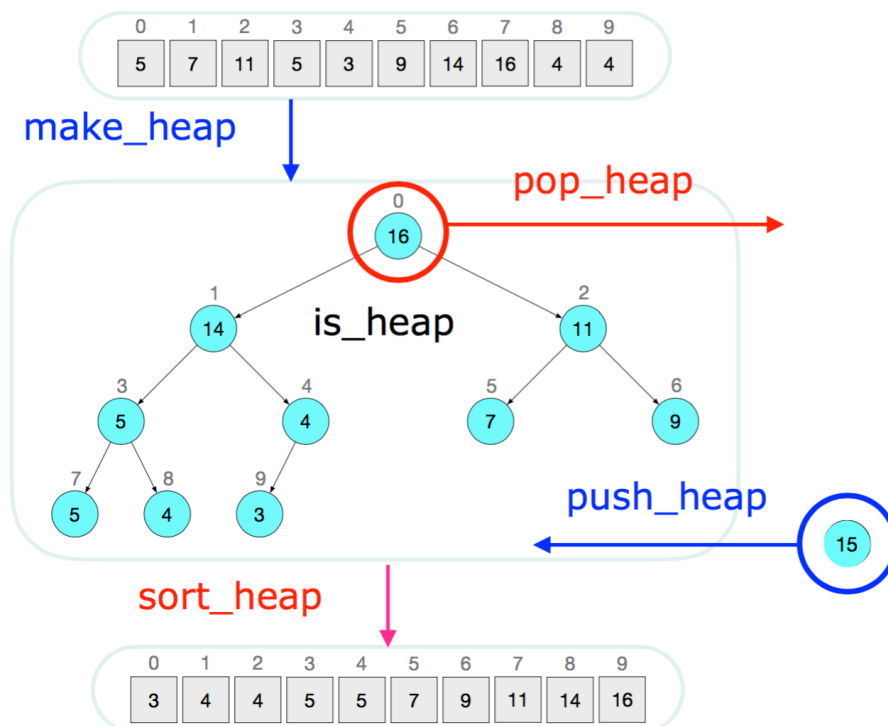 0 1 2 3 4 5 6 7 8 9
5 7 11 5 3 9 14 16 4 4
make_heap
pop_heap
0
16
1 2
14 is_heap 11
3 4 5 6
5 4 7 9
7 8 9
5 4 3
push_heap
15
sort_heap
0 1 2 3 4 5 6 7 8 9
3 4 4 5 5 7 9 11 14 16